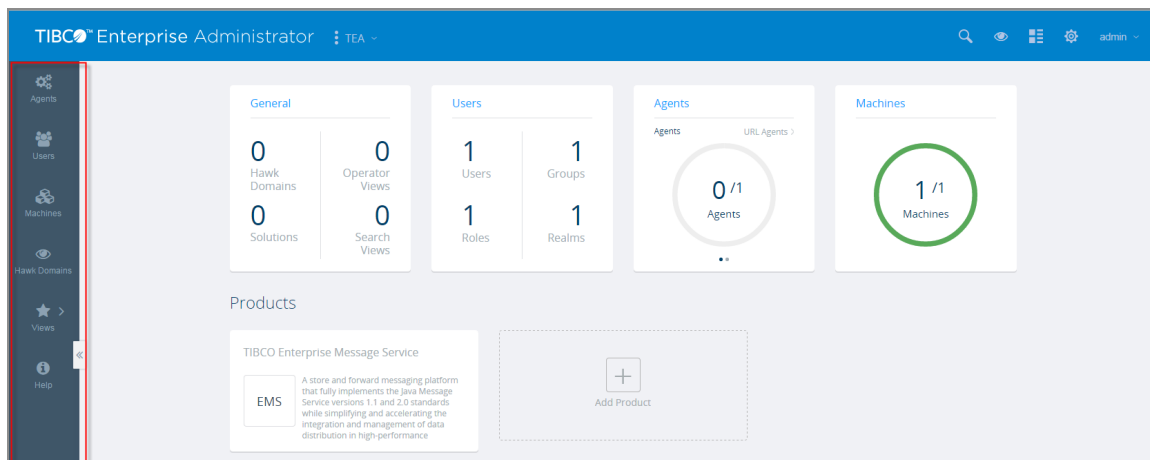 TIBCO™ Enterprise Administrator
TEA
admin
Agents
Users
Machines
Hawk Domains
Views
Help
General
0
Hawk
Domains
0
Operator
Views
0
Solutions
0
Search
Views
Users
1
Users
1
Groups
1
Roles
1
Realms
Agents
Agents
URL Agents >
0 /1
Agents
Machines
1 /1
Machines
Products
TIBCO Enterprise Message Service
EMS
A store and forward messaging platform
that fully implements the Java Message
Service versions 1.1 and 2.0 standards
while simplifying and accelerating the
integration and management of data
distribution in high-performance
Add Product